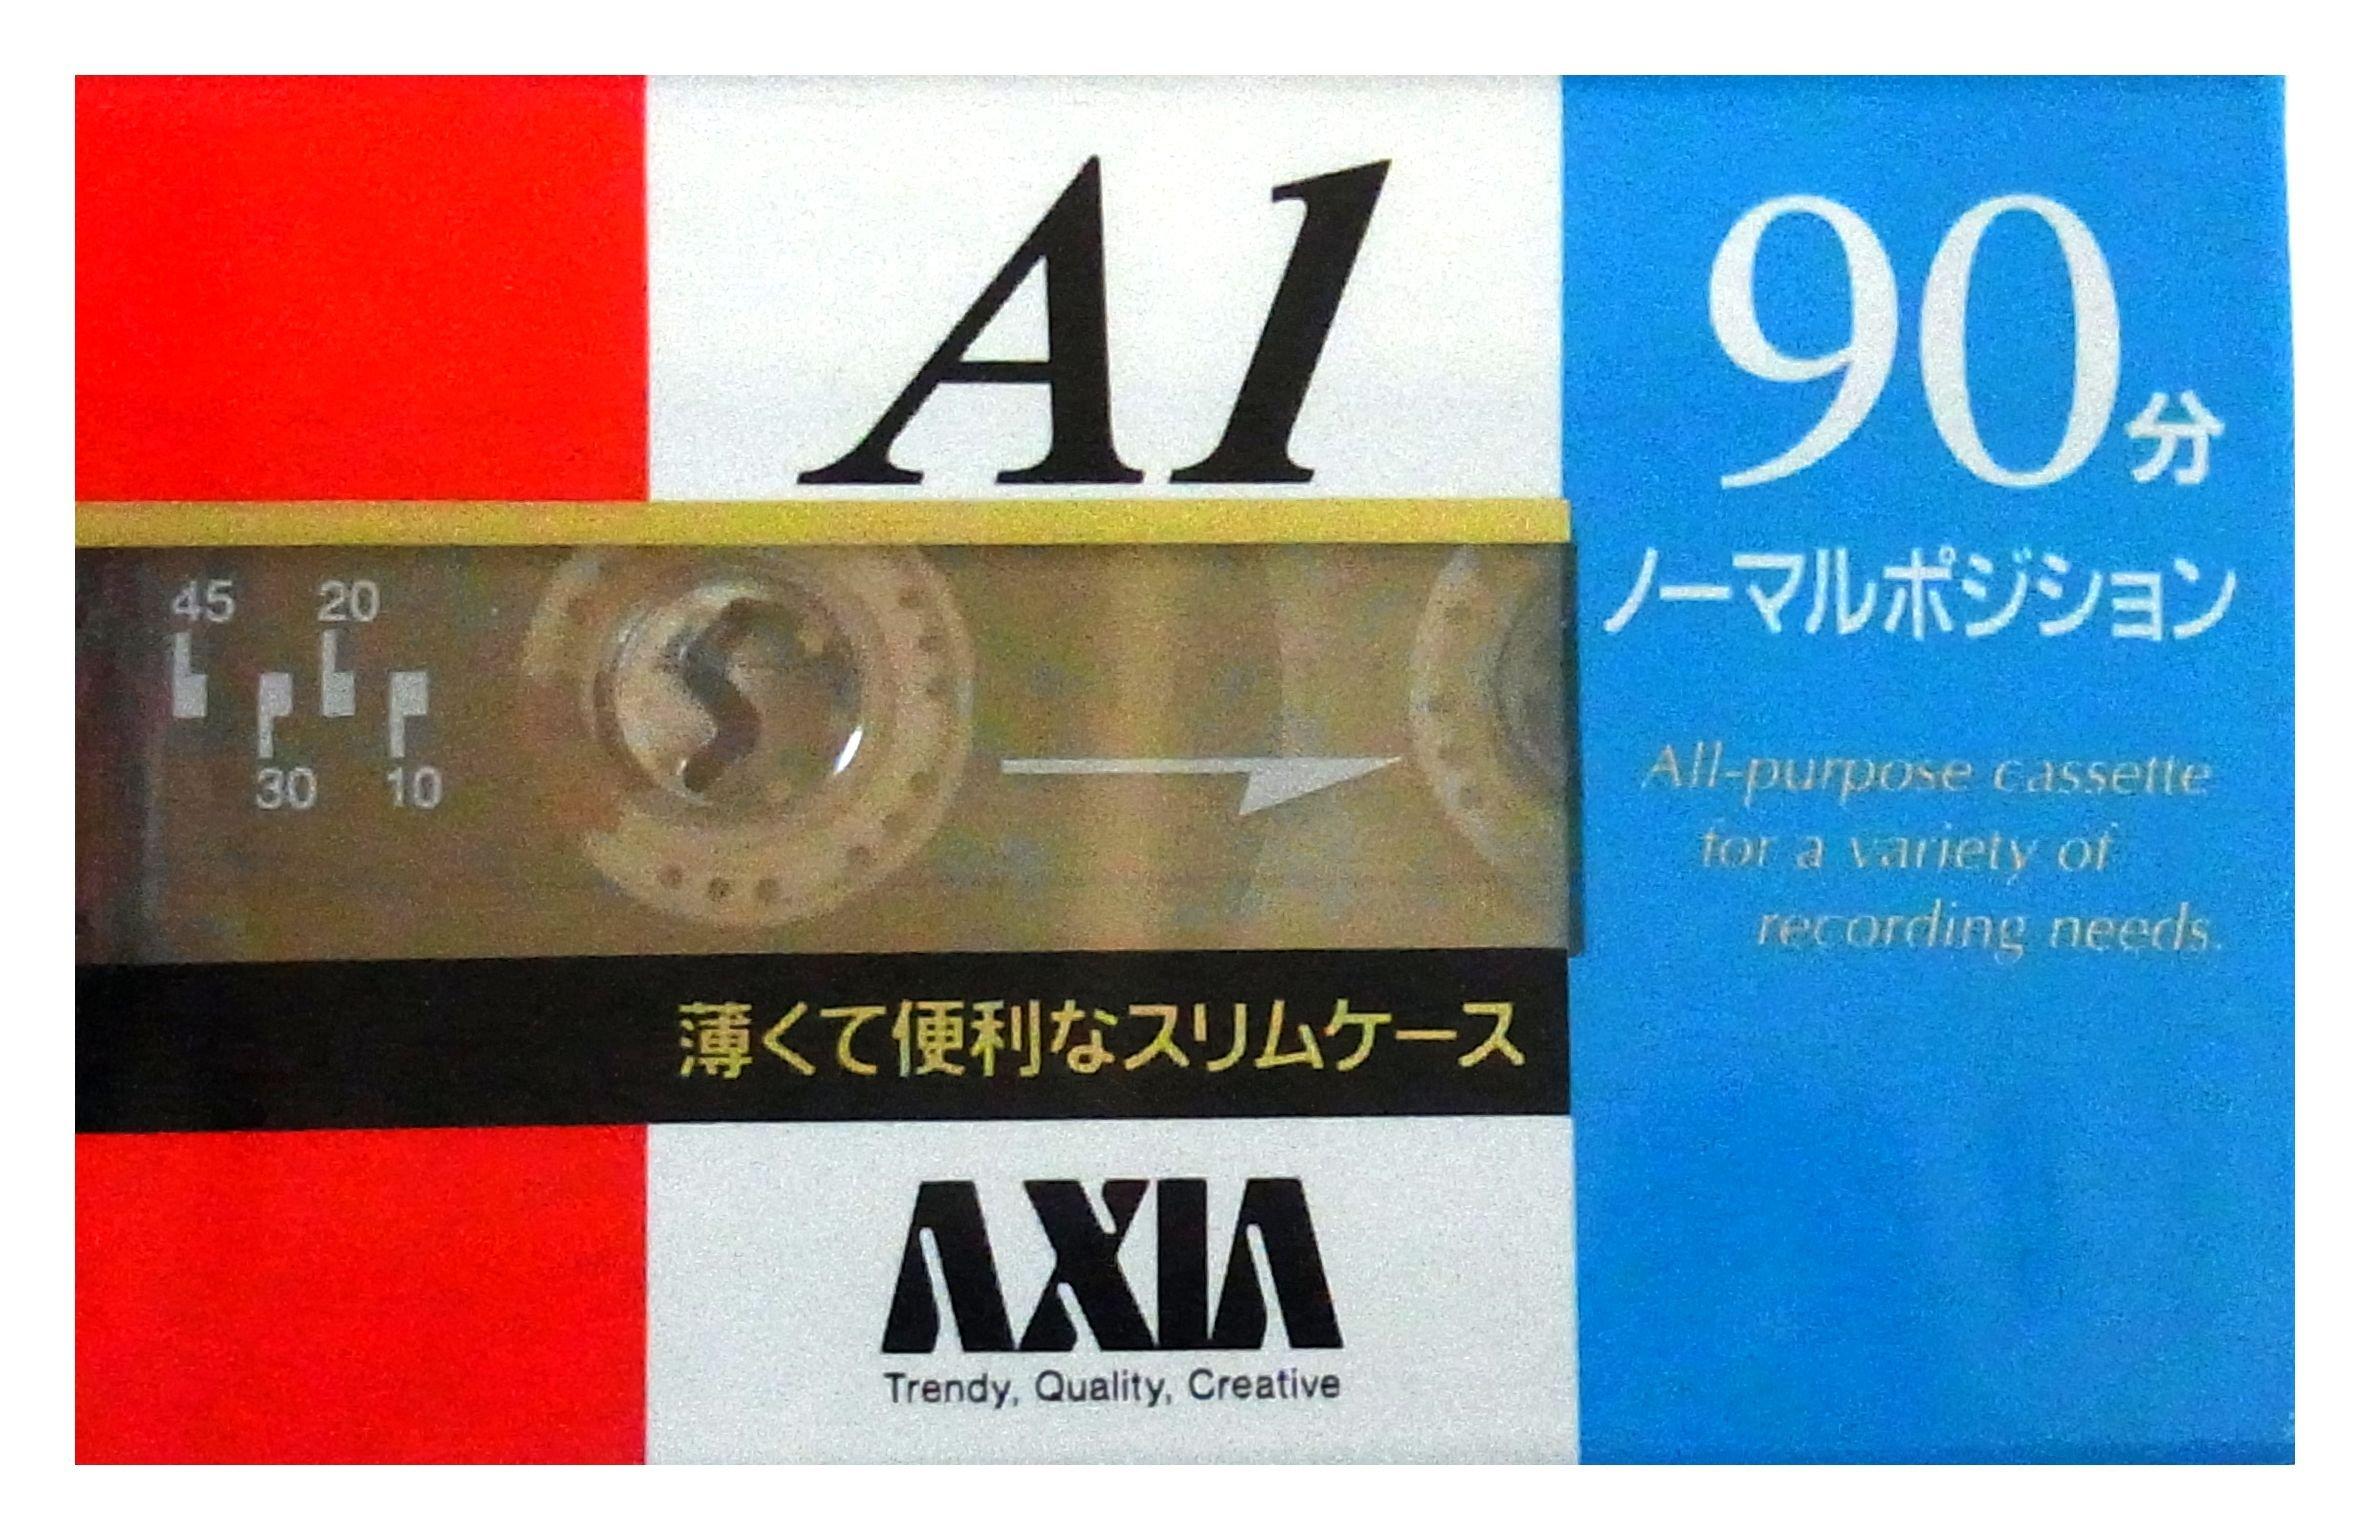 A1
90分
ノーマルポジション
All-purpose cassette
for a variety of
recording needs.
45 20
30 10
薄くて便利なスリムケース
AXIA
Trendy, Quality, Creative